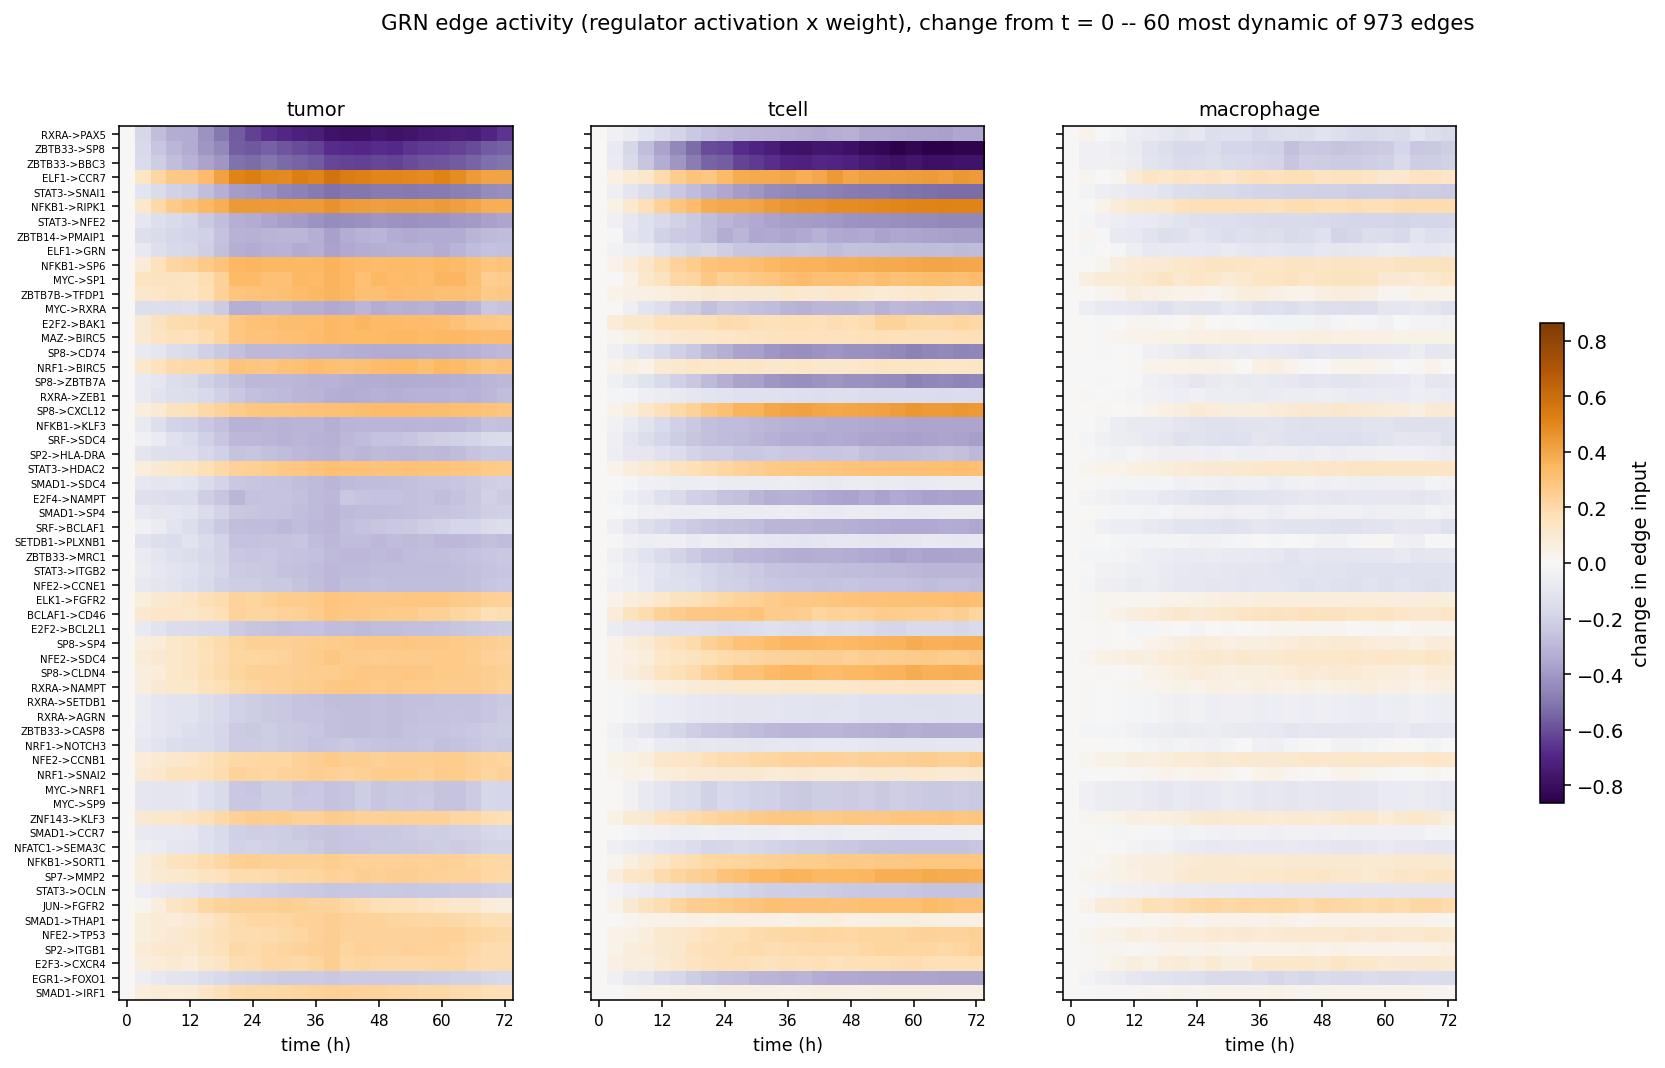 GRN edge activity (regulator activation x weight), change from t = 0 -- 60 most dynamic of 973 edges
tumor
tcell
macrophage
RXRA->PAX5
ZBTB33->SP8
ZBTB33->BBC3
ELF1->CCR7
STAT3->SNAI1
NFKB1->RIPK1
STAT3->NFE2
ZBTB14->PMAIP1
ELF1->GRN
NFKB1->SP6
MYC->SP1
ZBTB7B->TFDP1
MYC->RXRA
E2F2->BAK1
MAZ->BIRC5
SP8->CD74
NRF1->BIRC5
SP8->ZBTB7A
RXRA->ZEB1
SP8->CXCL12
NFKB1->KLF3
SRF->SDC4
SP2->HLA-DRA
STAT3->HDAC2
SMAD1->SDC4
E2F4->NAMPT
SMAD1->SP4
SRF->BCLAF1
SETDB1->PLXNB1
ZBTB33->MRC1
STAT3->ITGB2
NFE2->CCNE1
ELK1->FGFR2
BCLAF1->CD46
E2F2->BCL2L1
SP8->SP4
NFE2->SDC4
SP8->CLDN4
RXRA->NAMPT
RXRA->SETDB1
RXRA->AGRN
ZBTB33->CASP8
NRF1->NOTCH3
NFE2->CCNB1
NRF1->SNAI2
MYC->NRF1
MYC->SP9
ZNF143->KLF3
SMAD1->CCR7
NFATC1->SEMA3C
NFKB1->SORT1
SP7->MMP2
STAT3->OCLN
JUN->FGFR2
SMAD1->THAP1
NFE2->TP53
SP2->ITGB1
E2F3->CXCR4
EGR1->FOXO1
SMAD1->IRF1
0 12 24 36 48 60 72
time (h)
0 12 24 36 48 60 72
time (h)
0 12 24 36 48 60 72
time (h)
0.8
0.6
0.4
0.2
0.0
−0.2
−0.4
−0.6
−0.8
change in edge input